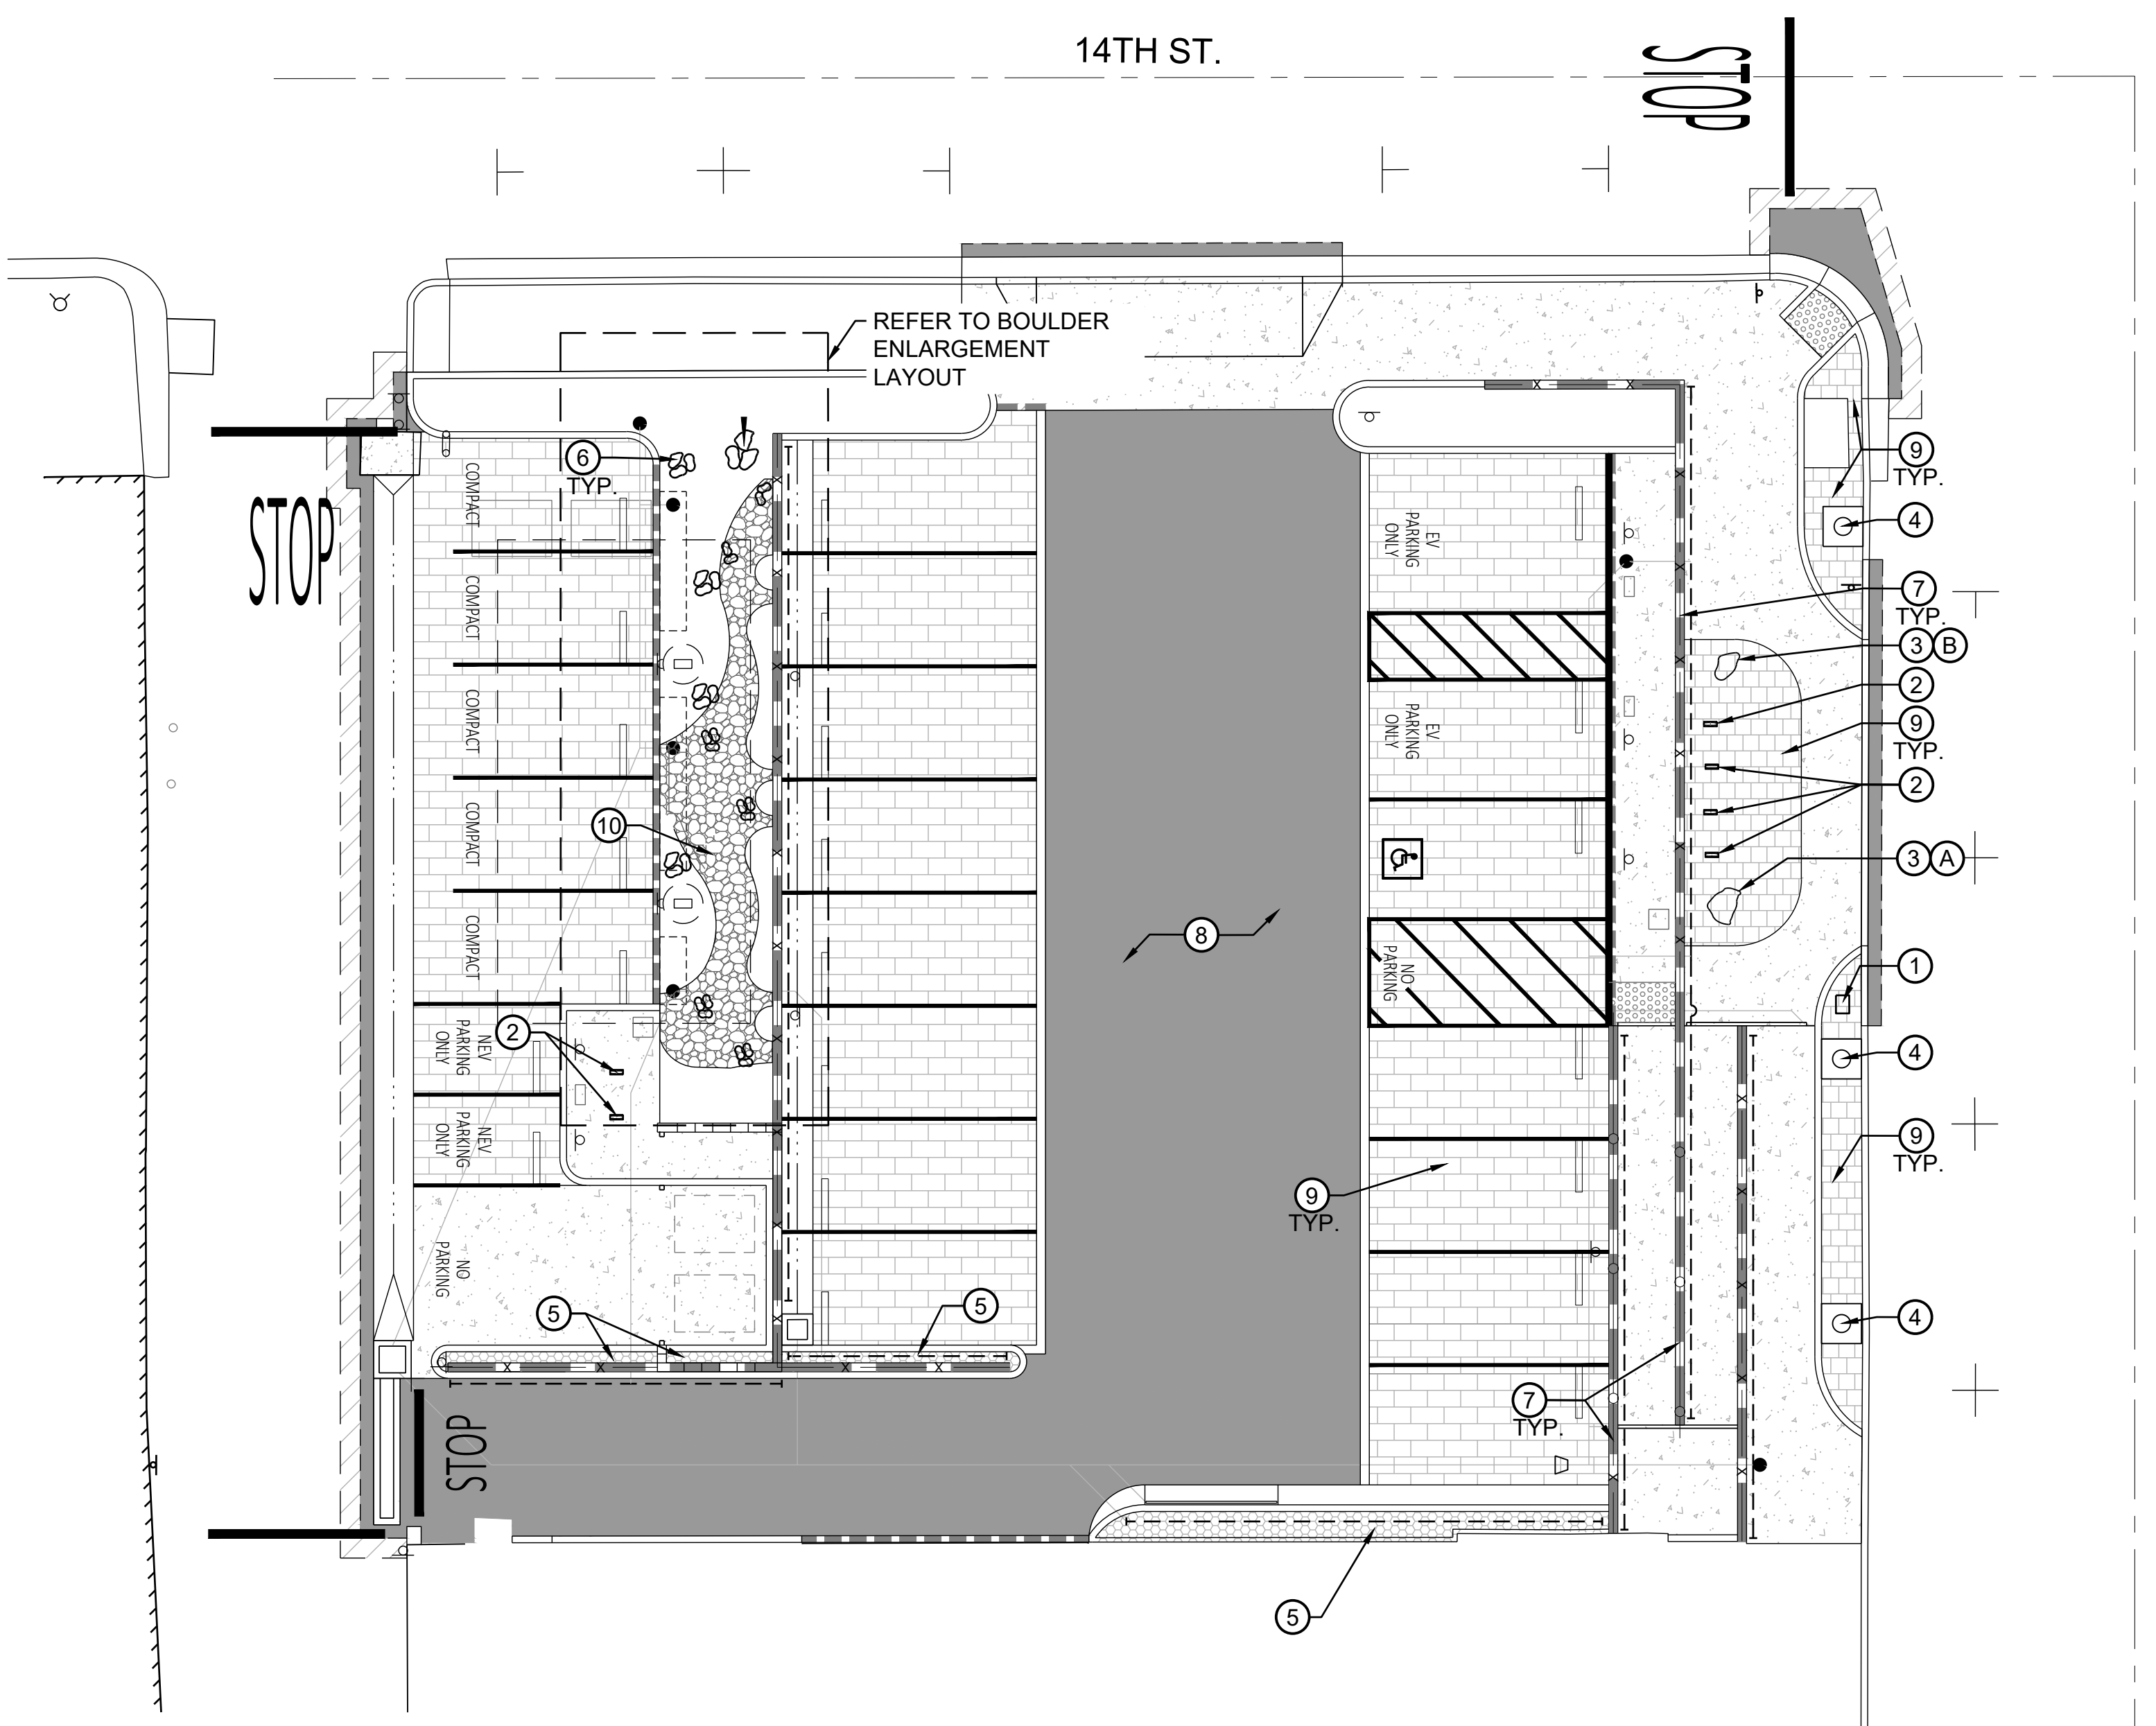 14TH ST.
STOP
REFER TO BOULDER
ENLARGEMENT
LAYOUT
6
TYP.
9
TYP.
4
STOP
COMPACT
COMPACT
COMPACT
COMPACT
COMPACT
EV
PARKING
ONLY
EV
PARKING
ONLY
7
TYP.
3 B
2
9
TYP.
2
3 A
10
8
NO
PARKING
1
2
NEV
PARKING
ONLY
NEV
PARKING
ONLY
4
9
TYP.
9
TYP.
NO
PARKING
5
5
4
7
TYP.
STOP
5